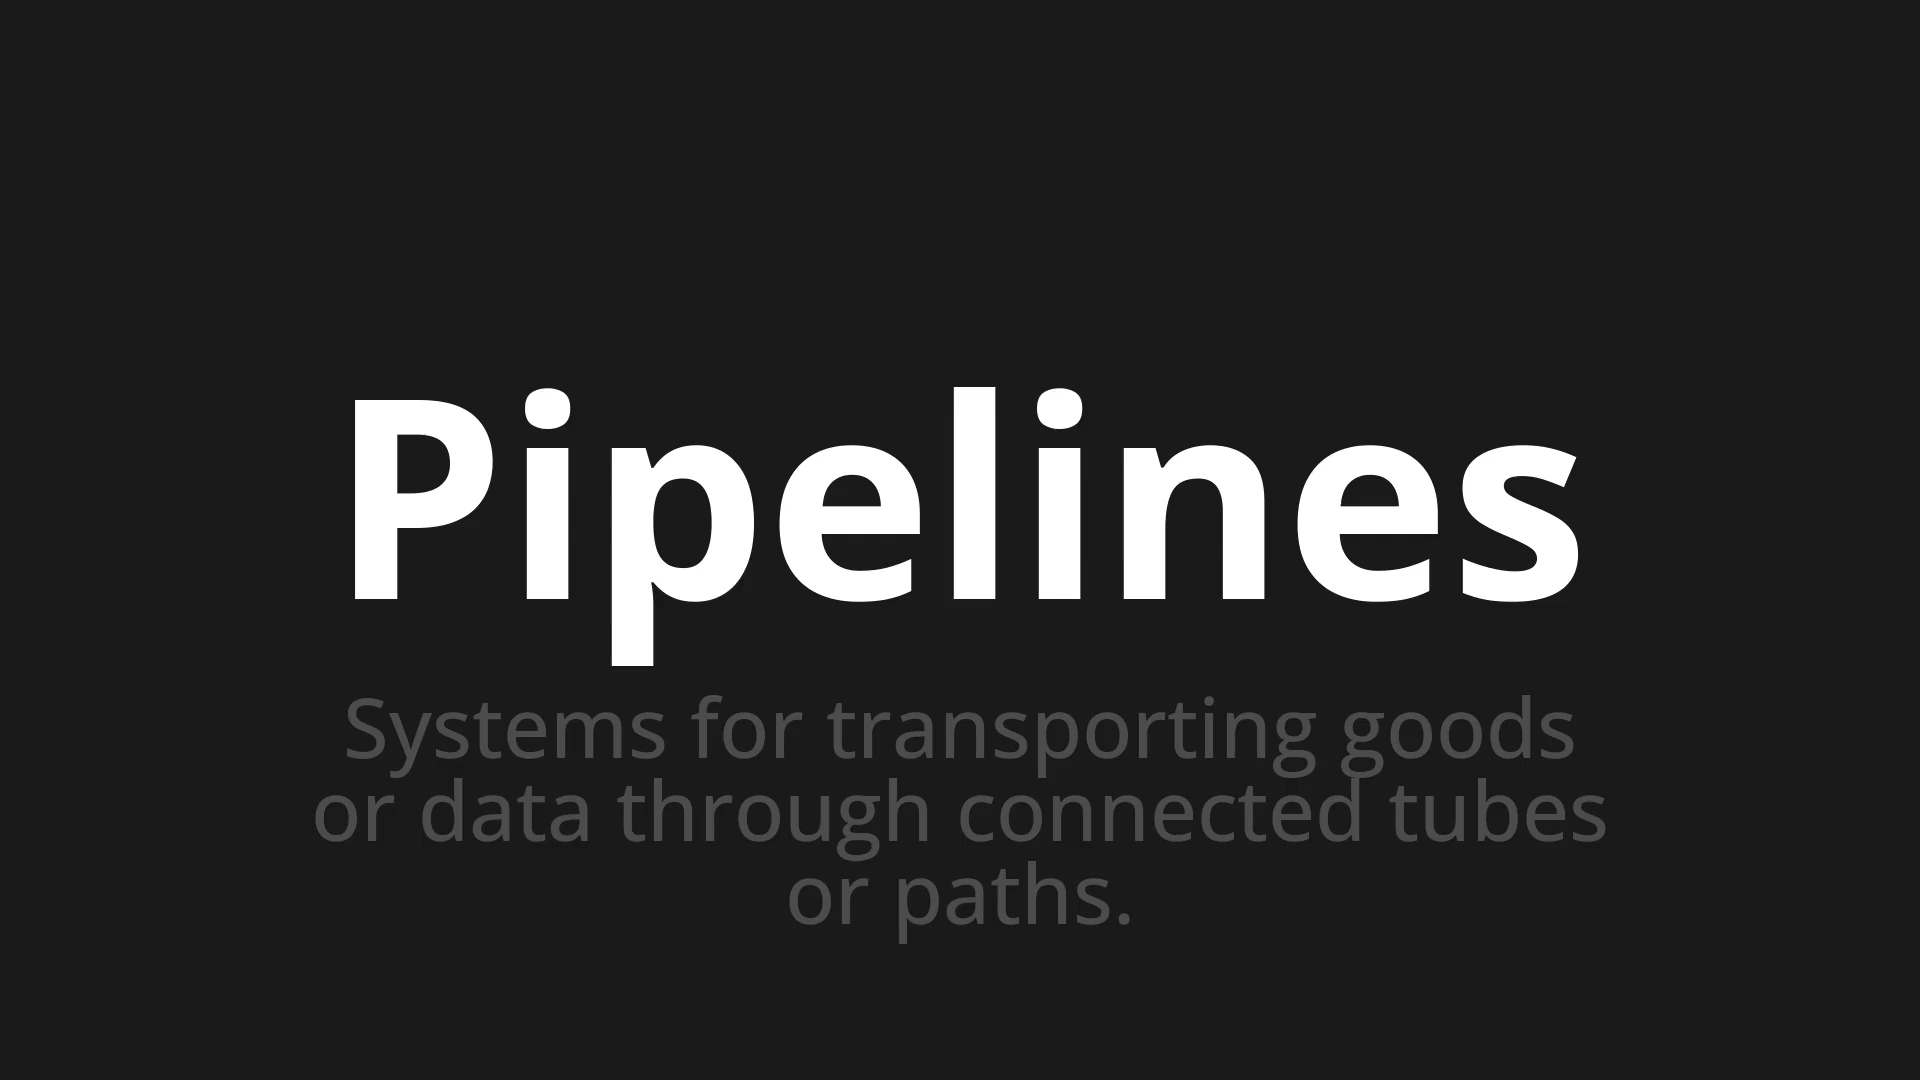 Pipelines
Systems for transporting goods
or data through connected tubes
or paths.